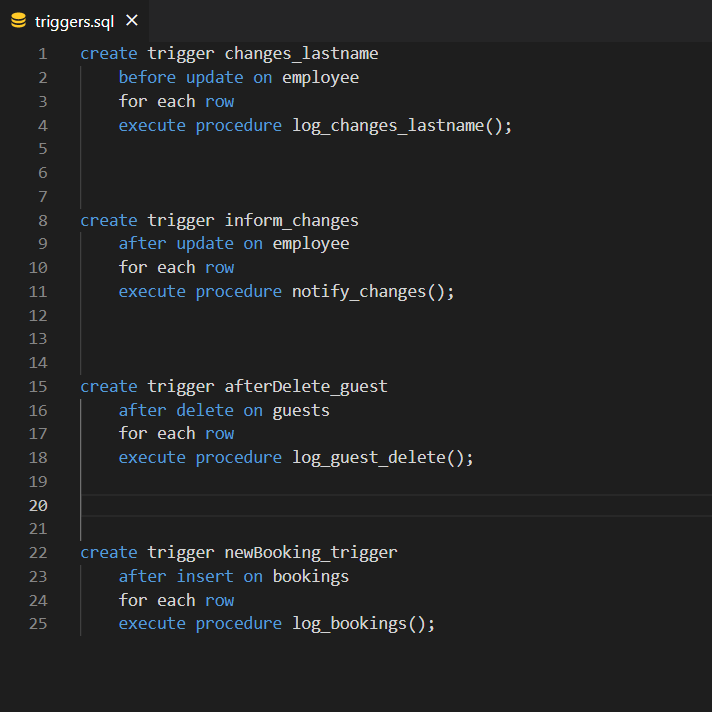 triggers.sql ×
1 create trigger changes_lastname
2 before update on employee
3 for each row
4 execute procedure log_changes_lastname();
5
6
7
8 create trigger inform_changes
9 after update on employee
10 for each row
11 execute procedure notify_changes();
12
13
14
15 create trigger afterDelete_guest
16 after delete on guests
17 for each row
18 execute procedure log_guest_delete();
19
20
21
22 create trigger newBooking_trigger
23 after insert on bookings
24 for each row
25 execute procedure log_bookings();